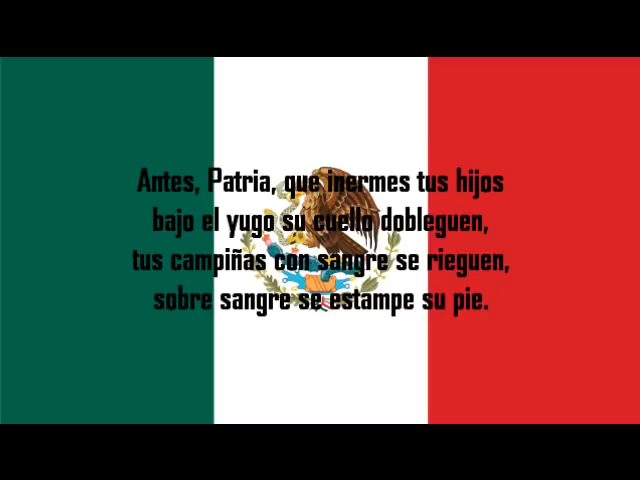 Antes, Patria, que inermes tus hijos
bajo el yugo su cuello dobleguen,
tus campiñas con sangre se rieguen,
sobre sangre se estampe su pie.